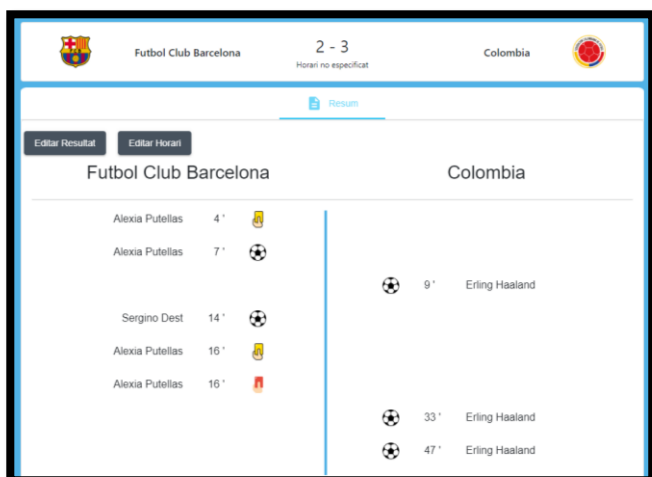 Futbol Club Barcelona 2 - 3 Colombia
Horari no especificat
Resum
Editar Resultat Editar Horari
Futbol Club Barcelona Colombia
Alexia Putellas 4 '
Alexia Putellas 7 '
9 ' Erling Haaland
Sergino Dest 14 '
Alexia Putellas 16 '
Alexia Putellas 16 '
33 ' Erling Haaland
47 ' Erling Haaland